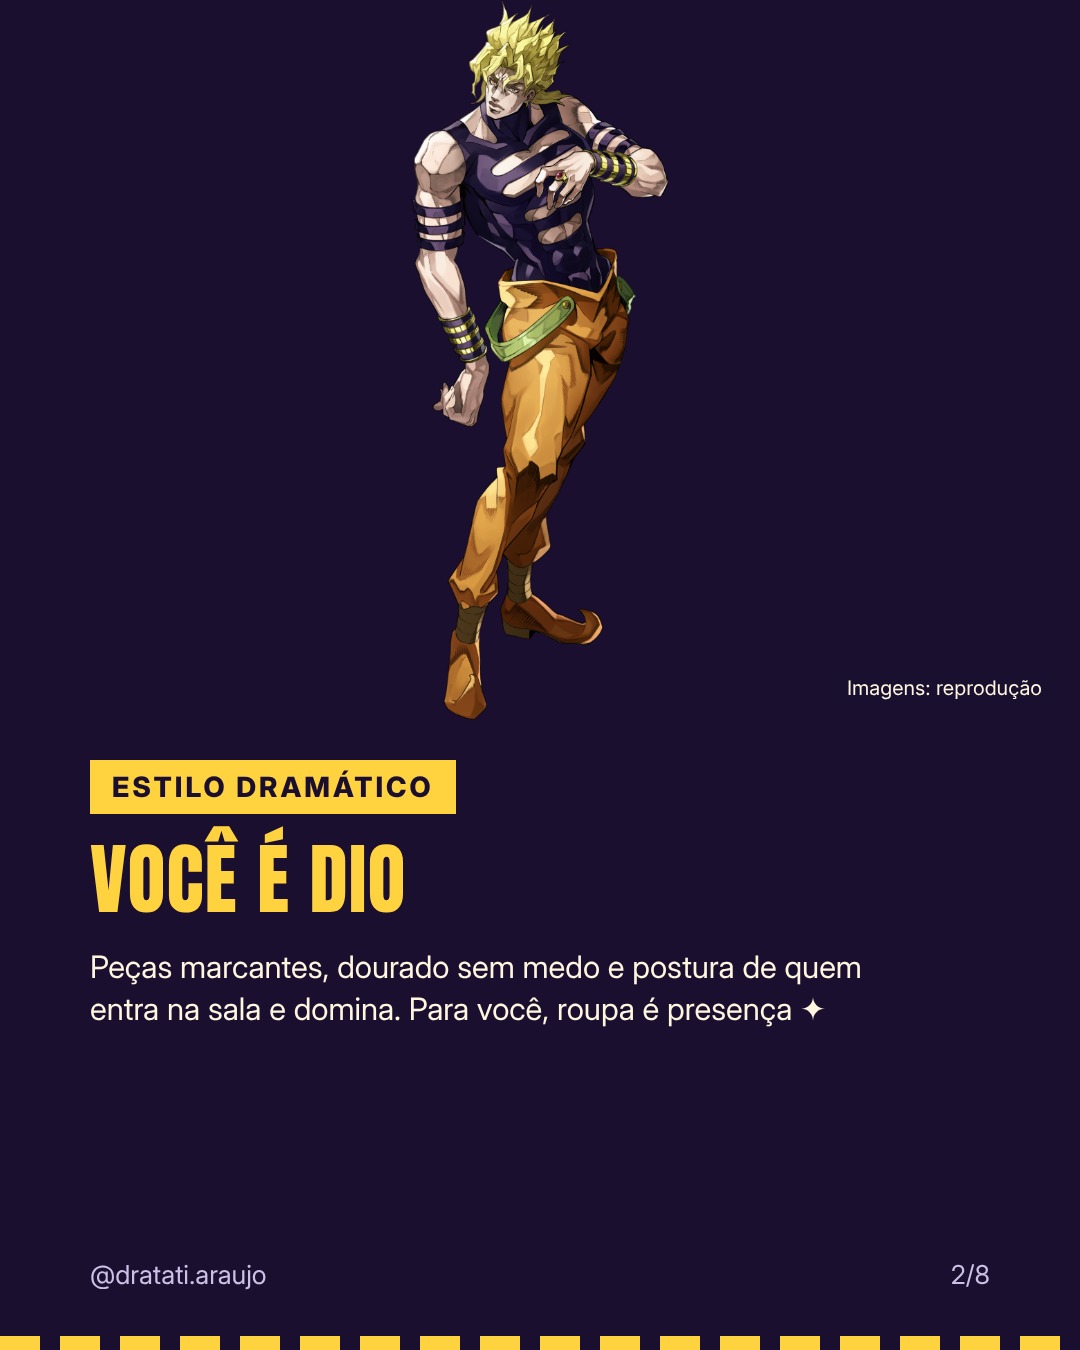 Imagens: reprodução
ESTILO DRAMÁTICO
VOCÊ É DIO
Peças marcantes, dourado sem medo e postura de quem
entra na sala e domina. Para você, roupa é presença ✦
@dratati.araujo
2/8